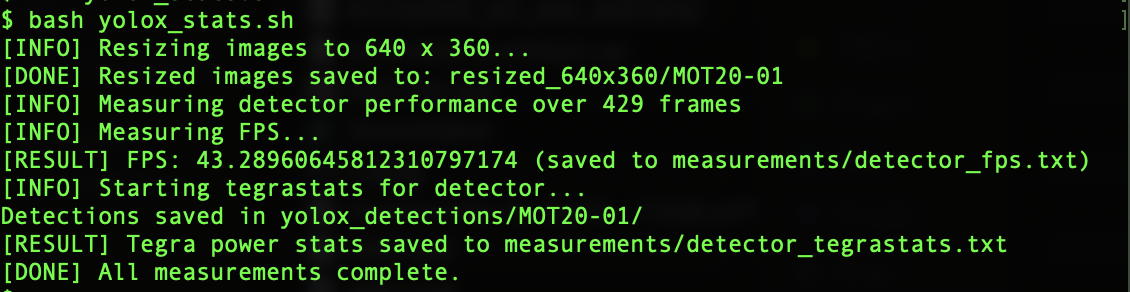 $ bash yolox_stats.sh
[INFO] Resizing images to 640 x 360...
[DONE] Resized images saved to: resized_640x360/MOT20-01
[INFO] Measuring detector performance over 429 frames
[INFO] Measuring FPS...
[RESULT] FPS: 43.28960645812310797174 (saved to measurements/detector_fps.txt)
[INFO] Starting tegrastats for detector...
Detections saved in yolox_detections/MOT20-01/
[RESULT] Tegra power stats saved to measurements/detector_tegrastats.txt
[DONE] All measurements complete.